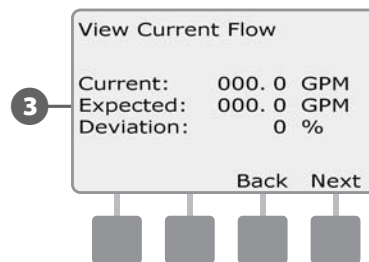 View Current Flow
Current: 000. 0 GPM
3
Expected: 000. 0 GPM
Deviation: 0 %
Back Next